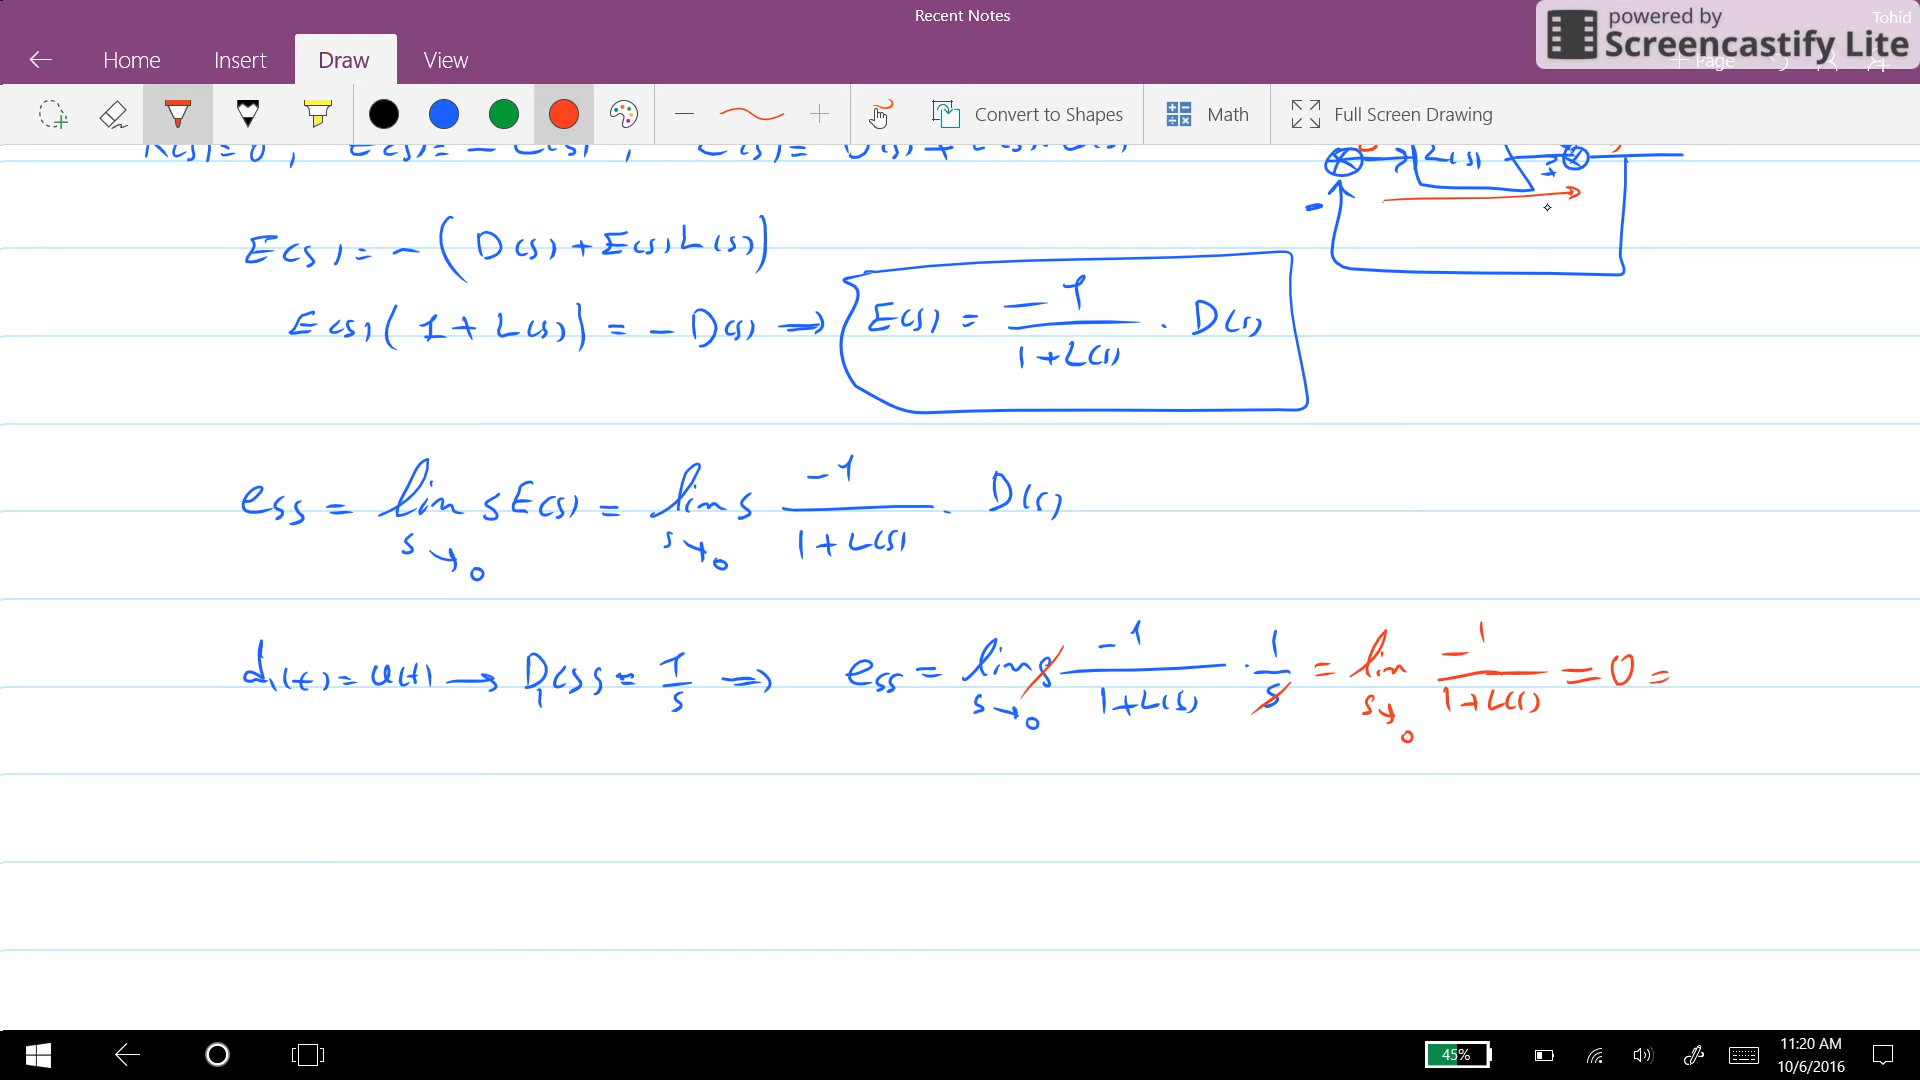 Recent Notes
Tohid
powered by
Screencastify Lite
Home Insert Draw View
+ Page
Convert to Shapes Math Full Screen Drawing
R(s)=0 , E(s)= - C(s) , C(s)=
L(s)
+
-
E(s) = - ( D(s) + E(s) L(s) )
E(s) ( 1 + L(s) ) = - D(s) ⇒ E(s) = -1 / 1+L(s) . D(s)
ess = lim s→0 s E(s) = lim s→0 s -1 / 1+L(s) . D(s)
d1(t) = u(t) → D1(s) = 1/s ⇒ ess = lim s→0 s -1 / 1+L(s) . 1/s = lim s→0 -1 / 1+L(s) = 0 =
45%
11:20 AM
10/6/2016